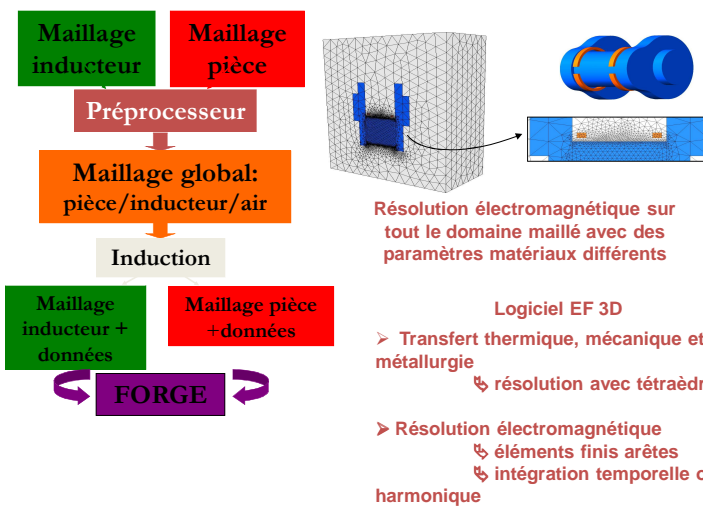 Maillage
inducteur
Maillage
pièce
Préprocesseur
Maillage global:
pièce/inducteur/air
Induction
Maillage
inducteur +
données
Maillage pièce
+données
FORGE
Résolution électromagnétique sur
tout le domaine maillé avec des
paramètres matériaux différents
Logiciel EF 3D
➢ Transfert thermique, mécanique et
métallurgie
↳ résolution avec tétraèdr
➢ Résolution électromagnétique
↳ éléments finis arêtes
↳ intégration temporelle o
harmonique